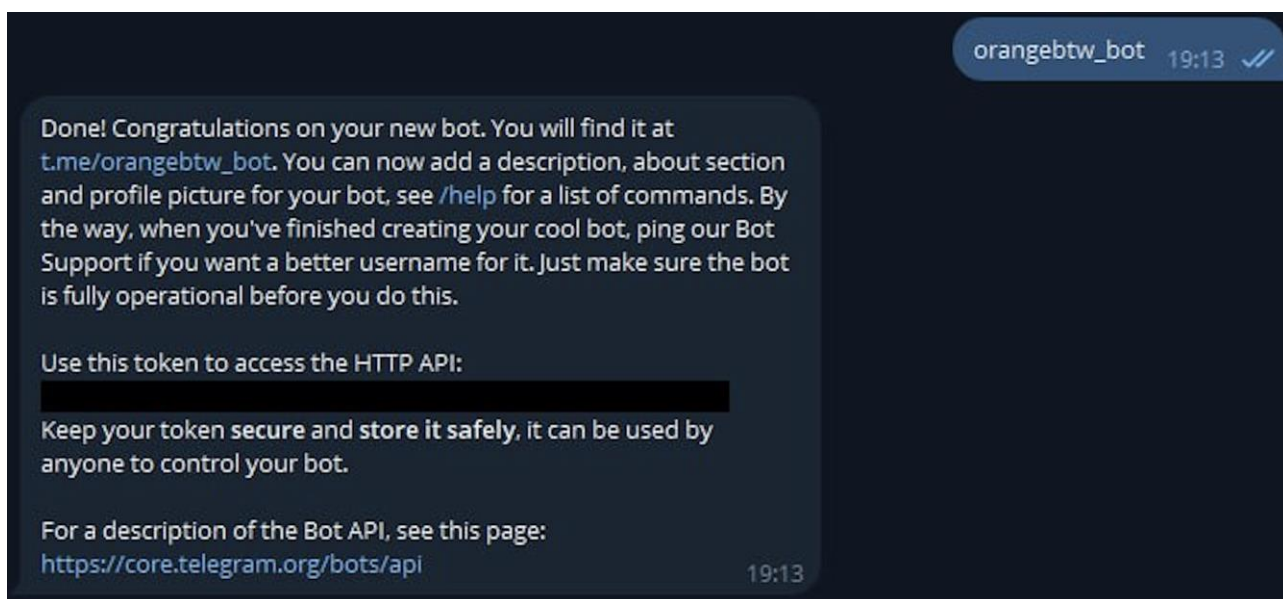 orangebtw_bot 19:13
Done! Congratulations on your new bot. You will find it at
t.me/orangebtw_bot. You can now add a description, about section
and profile picture for your bot, see /help for a list of commands. By
the way, when you've finished creating your cool bot, ping our Bot
Support if you want a better username for it. Just make sure the bot
is fully operational before you do this.
Use this token to access the HTTP API:
Keep your token secure and store it safely, it can be used by
anyone to control your bot.
For a description of the Bot API, see this page:
https://core.telegram.org/bots/api 19:13